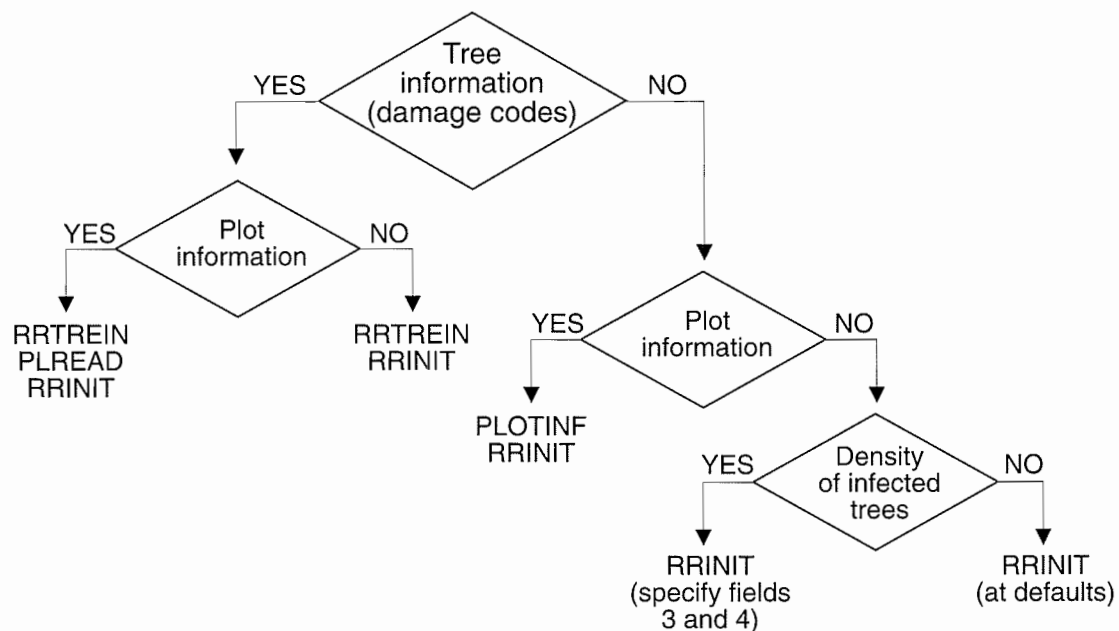 Tree
information
(damage codes)
YES
NO
Plot
information
YES
NO
RRTREIN
PLREAD
RRINIT
RRTREIN
RRINIT
Plot
information
YES
NO
PLOTINF
RRINIT
Density
of infected
trees
YES
NO
RRINIT
(specify fields
3 and 4)
RRINIT
(at defaults)